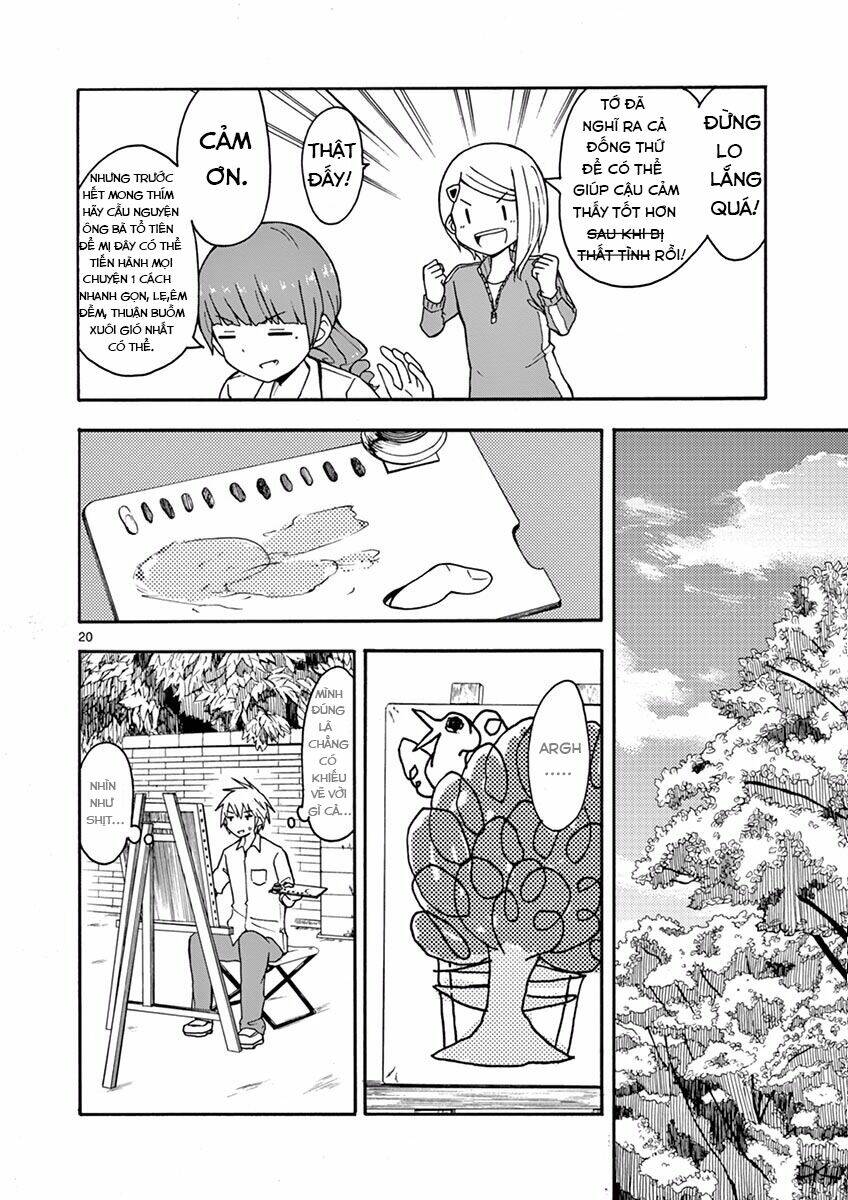 ĐỪNG
LO
LẮNG
QUÁ!
TỚ ĐÃ
NGHĨ RA CẢ
ĐỐNG THỨ
ĐỂ CÓ THỂ
GIÚP CẬU CẢM
THẤY TỐT HƠN
SAU KHI BỊ
THẤT TÌNH RỒI!
THẬT
ĐẤY!
CẢM
ƠN.
NHƯNG TRƯỚC
HẾT MONG THÍM
HÃY CẦU NGUYỆN
ÔNG BÃ TỔ TIÊN
ĐỂ MỊ ĐÂY CÓ THỂ
TIẾN HÀNH MỌI
CHUYỆN 1 CÁCH
NHANH GỌN, LẸ,ÊM
ĐỀM, THUẬN BUỒM
XUÔI GIÓ NHẤT
CÓ THỂ.
ARGH
.....
MÌNH
ĐÚNG
LÀ
CHẲNG
CÓ
KHIẾU
VẼ VỜI
GÌ CẢ...
NHÌN
NHƯ
SHIT...
20